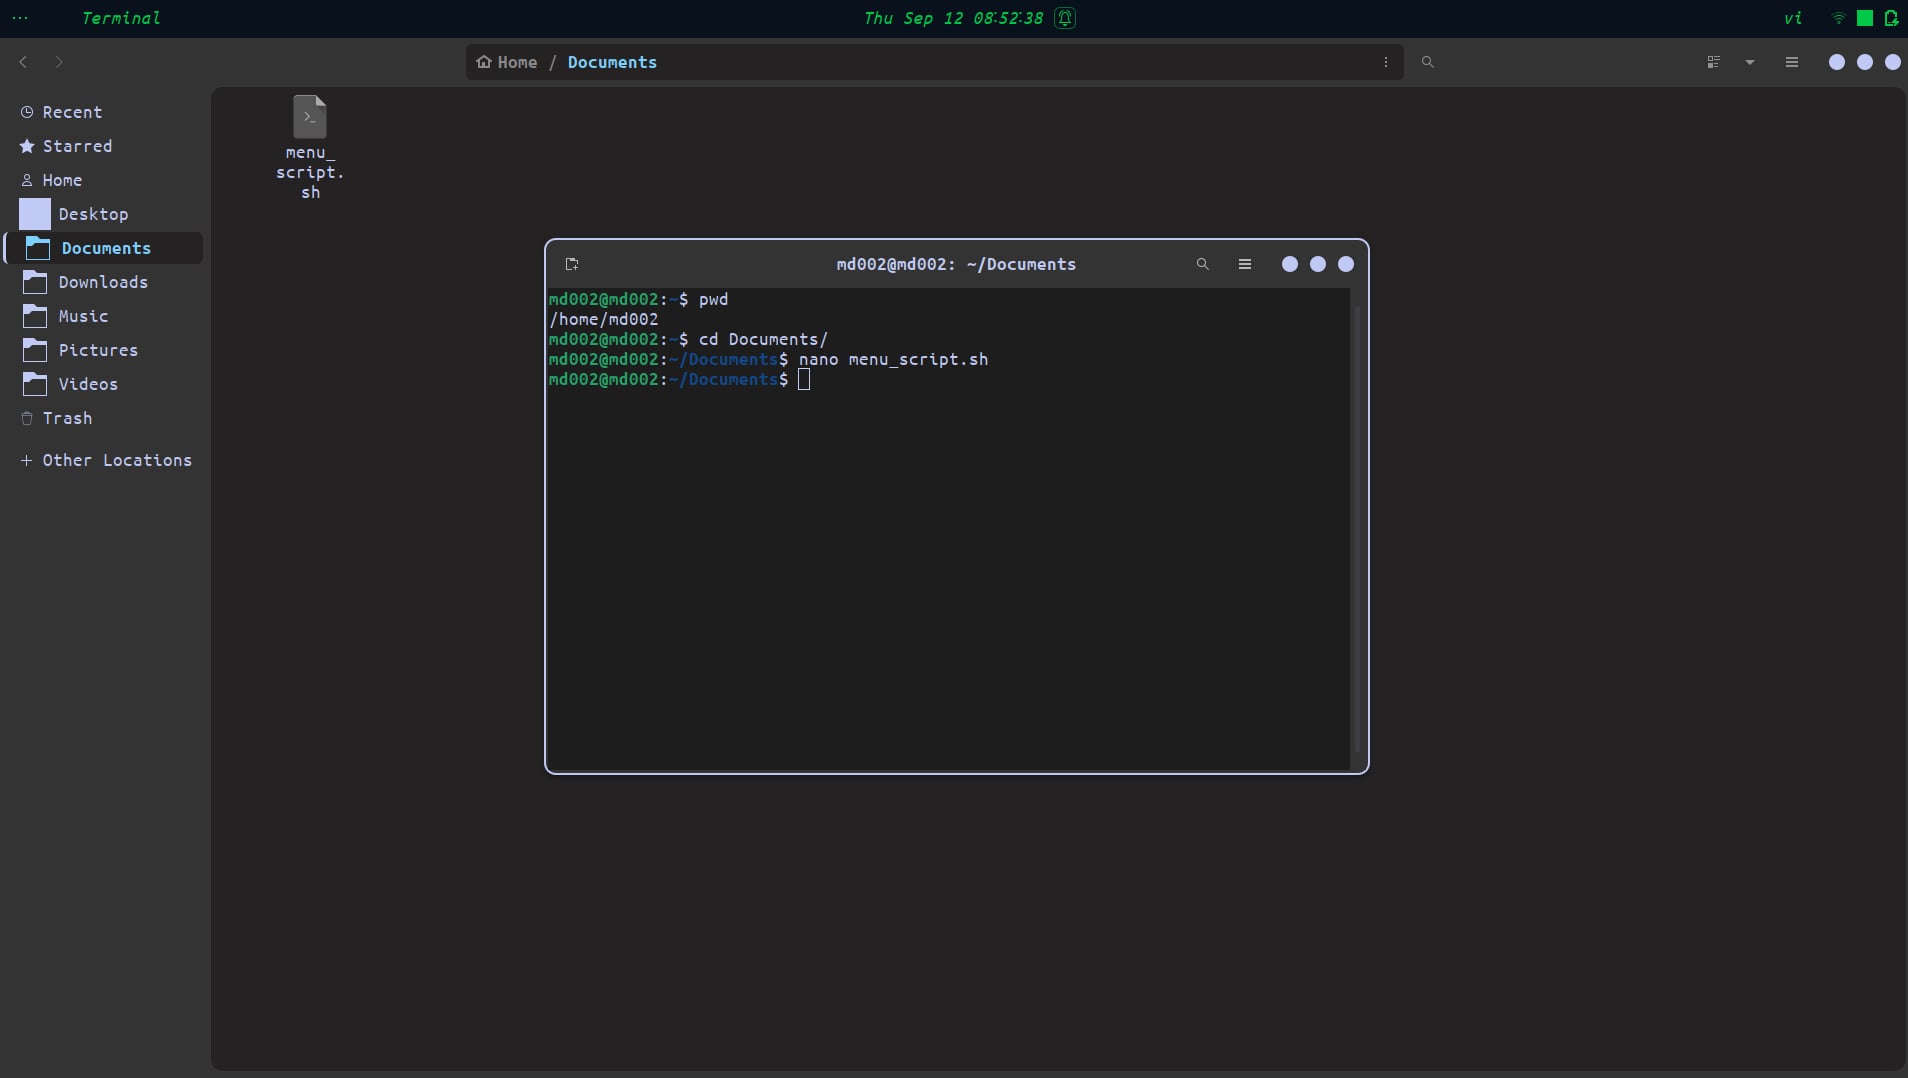 Terminal
Thu Sep 12 08:52:38
vi
Home / Documents
Recent
Starred
Home
Desktop
Documents
Downloads
Music
Pictures
Videos
Trash
+ Other Locations
menu_
script.
sh
md002@md002: ~/Documents
md002@md002:~$ pwd
/home/md002
md002@md002:~$ cd Documents/
md002@md002:~/Documents$ nano menu_script.sh
md002@md002:~/Documents$